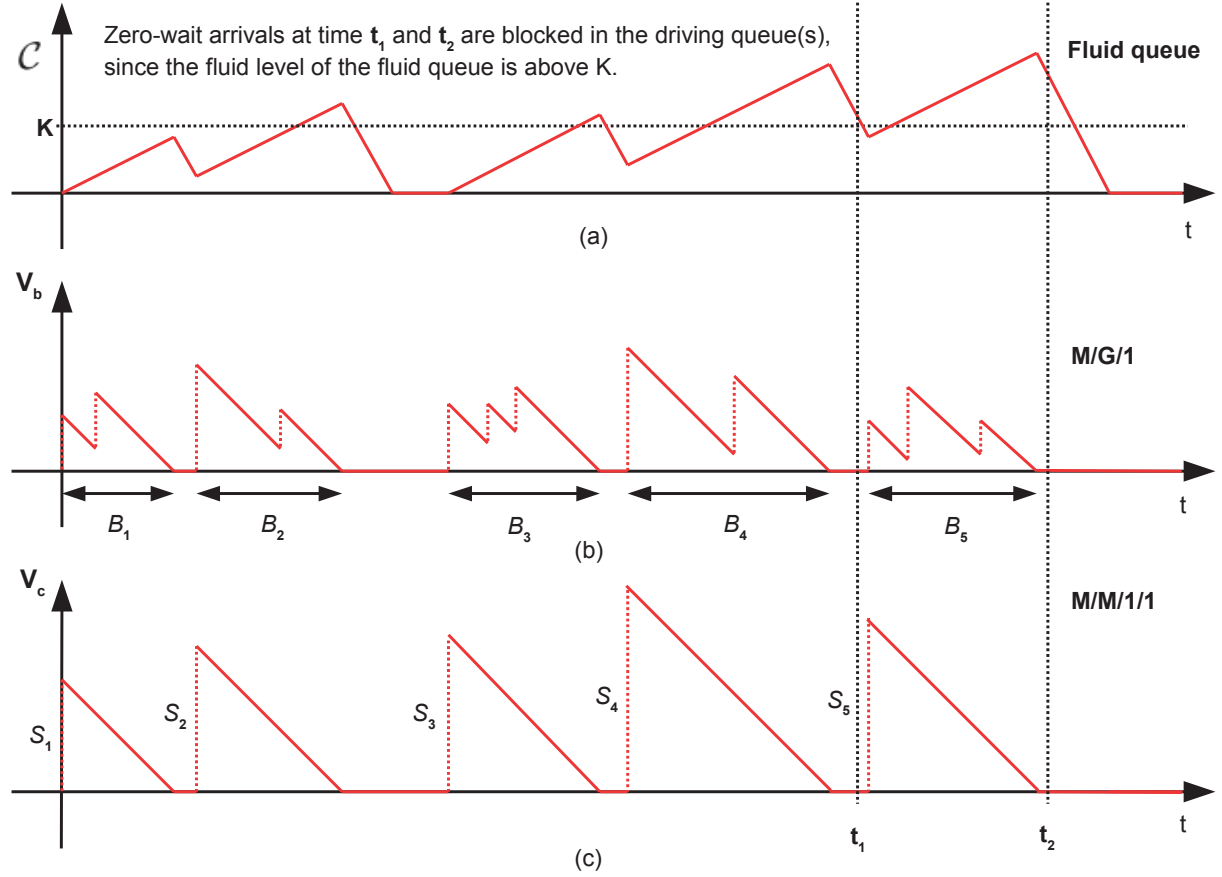 Zero-wait arrivals at time t₁ and t₂ are blocked in the driving queue(s),
since the fluid level of the fluid queue is above K.
C
Fluid queue
K
t
(a)
V_b
M/G/1
B₁
B₂
B₃
B₄
B₅
t
(b)
V_c
M/M/1/1
S₁
S₂
S₃
S₄
S₅
t
t₁
t₂
(c)